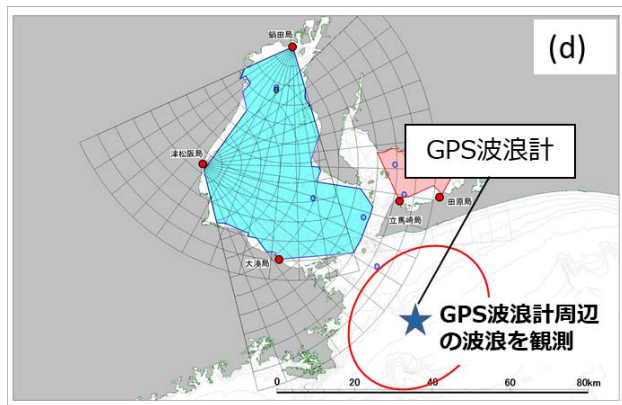 (d)
鍋田局
GPS波浪計
津松阪局
立馬崎局
田原局
大湊局
GPS波浪計周辺
の波浪を観測
0 20 40 60 80km